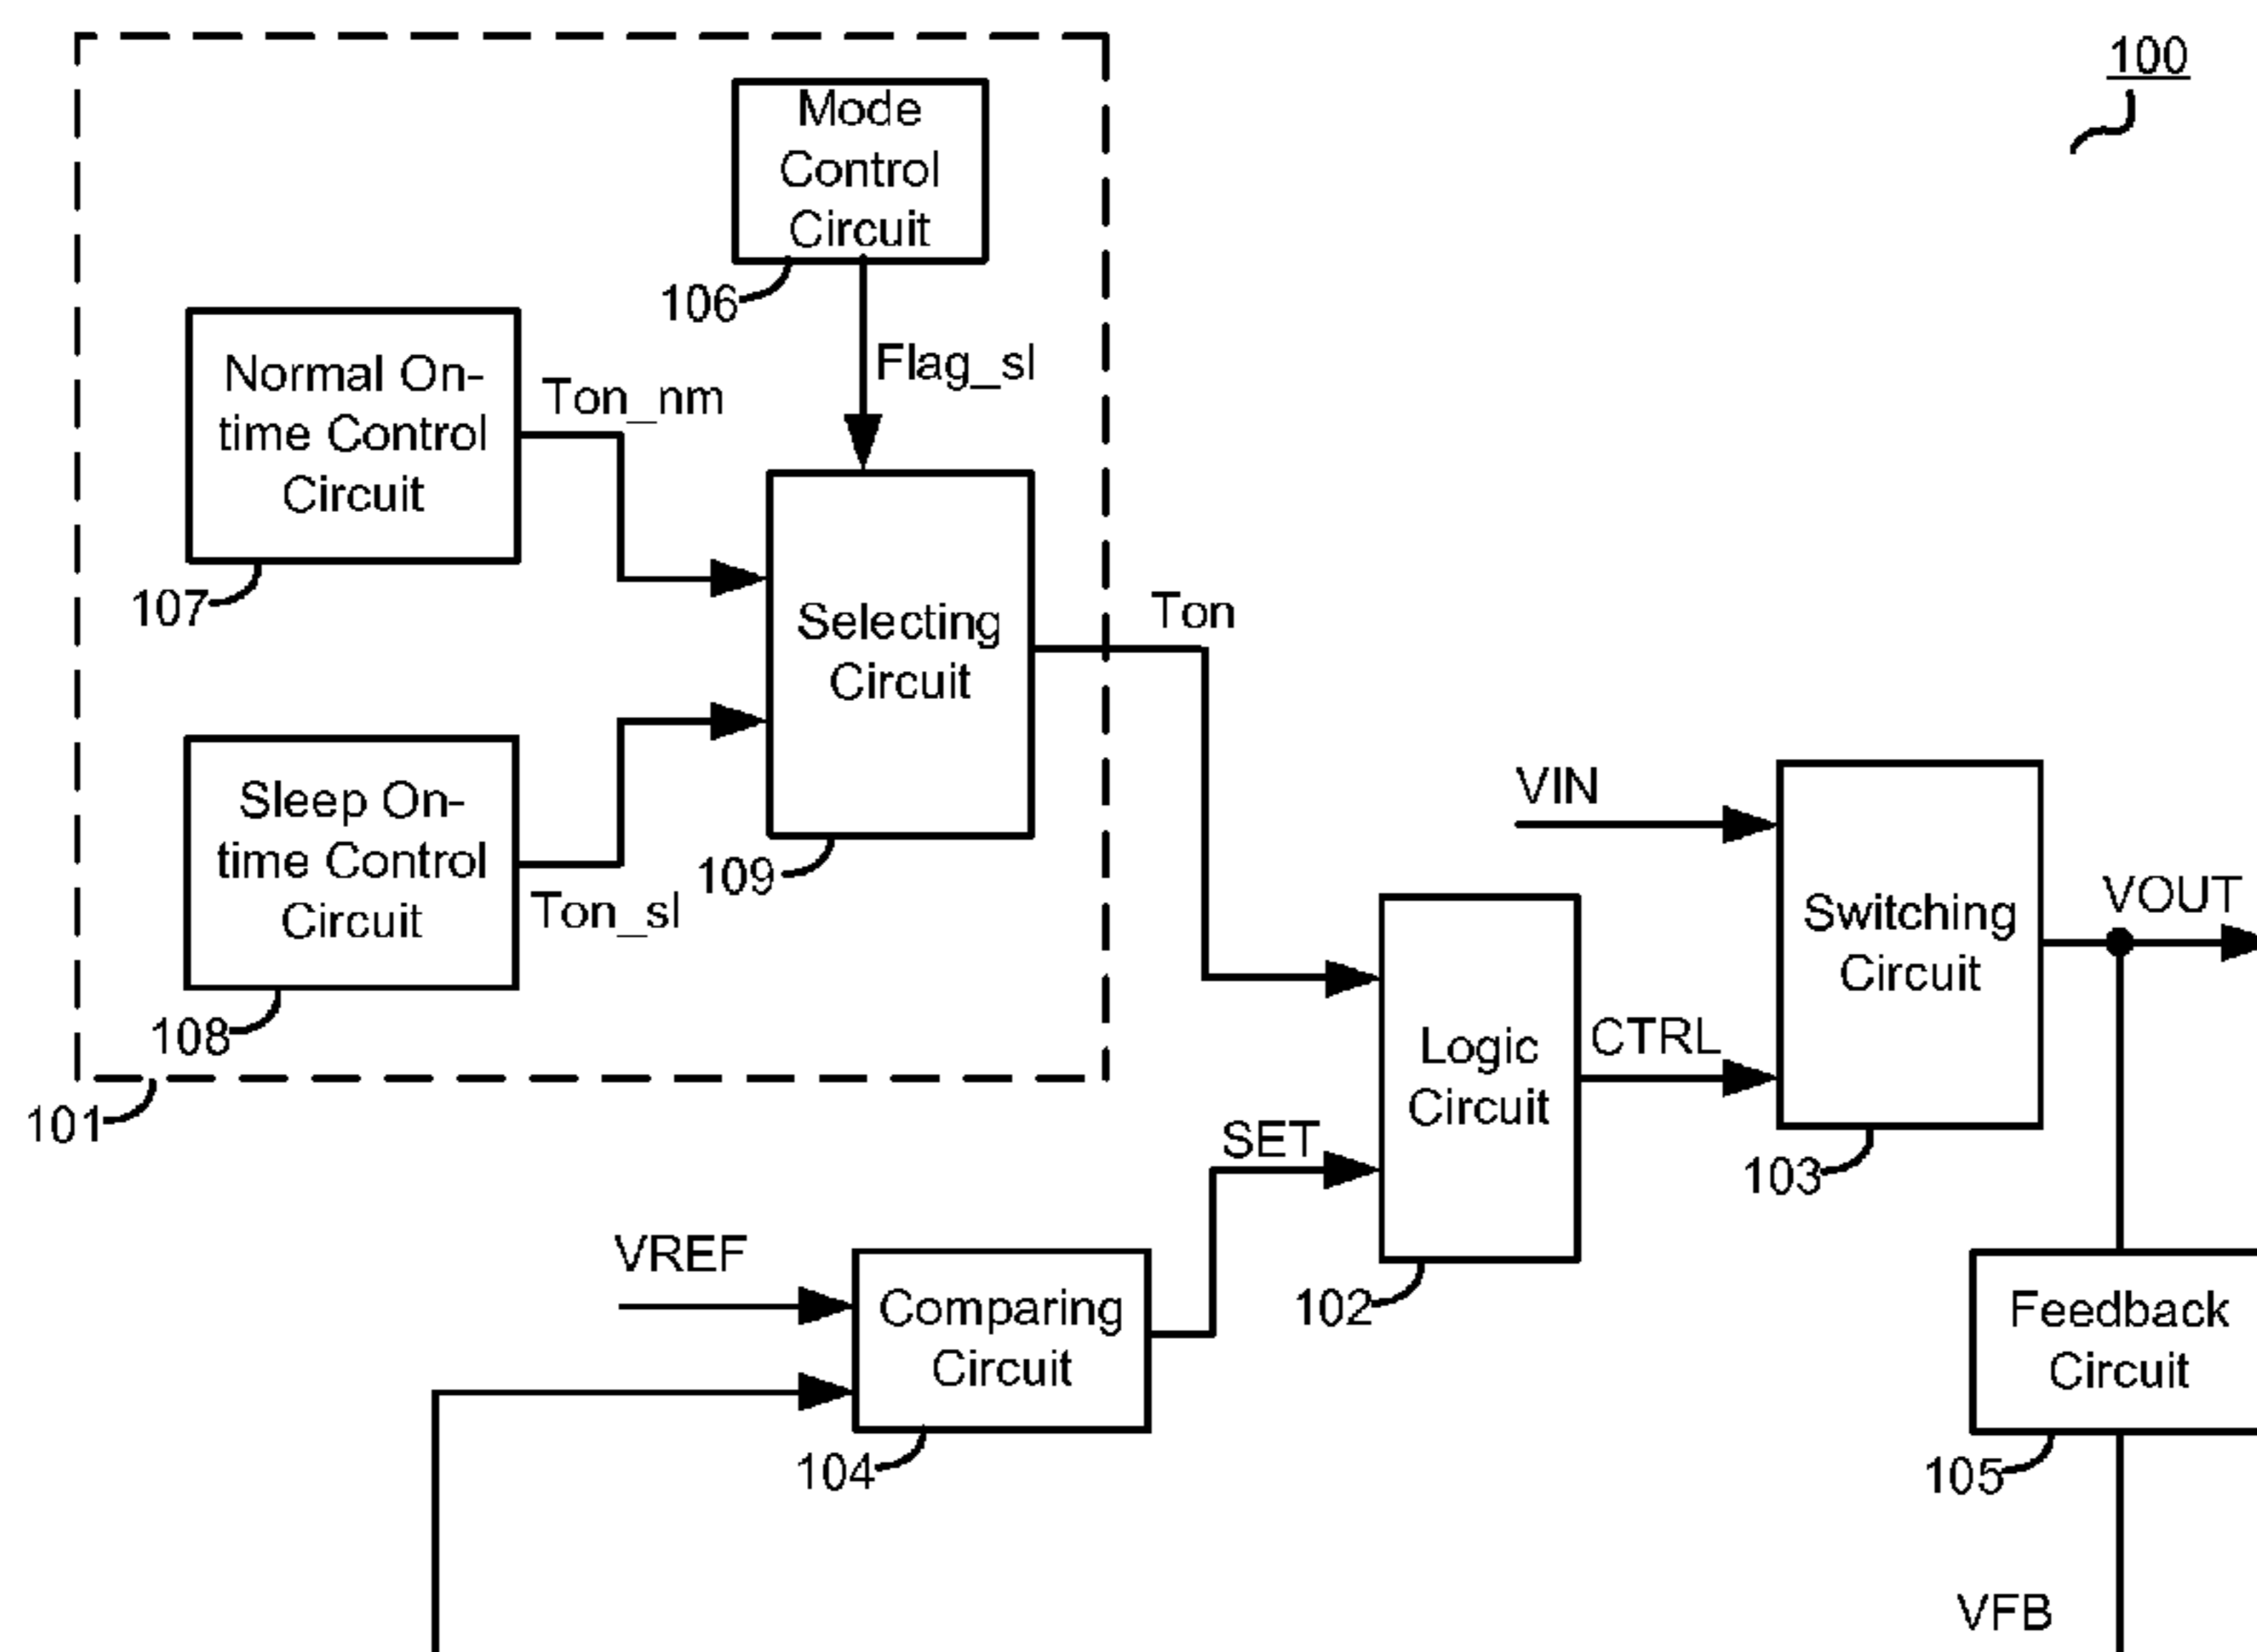 100
Mode
Control
Circuit
106
Flag_sl
Normal On-
time Control
Circuit
Ton_nm
107
Selecting
Circuit
Ton
Sleep On-
time Control
Circuit
109
Ton_sl
108
101
VIN
Switching
Circuit
VOUT
Logic
Circuit
CTRL
SET
103
VREF
Comparing
Circuit
102
Feedback
Circuit
104
105
VFB